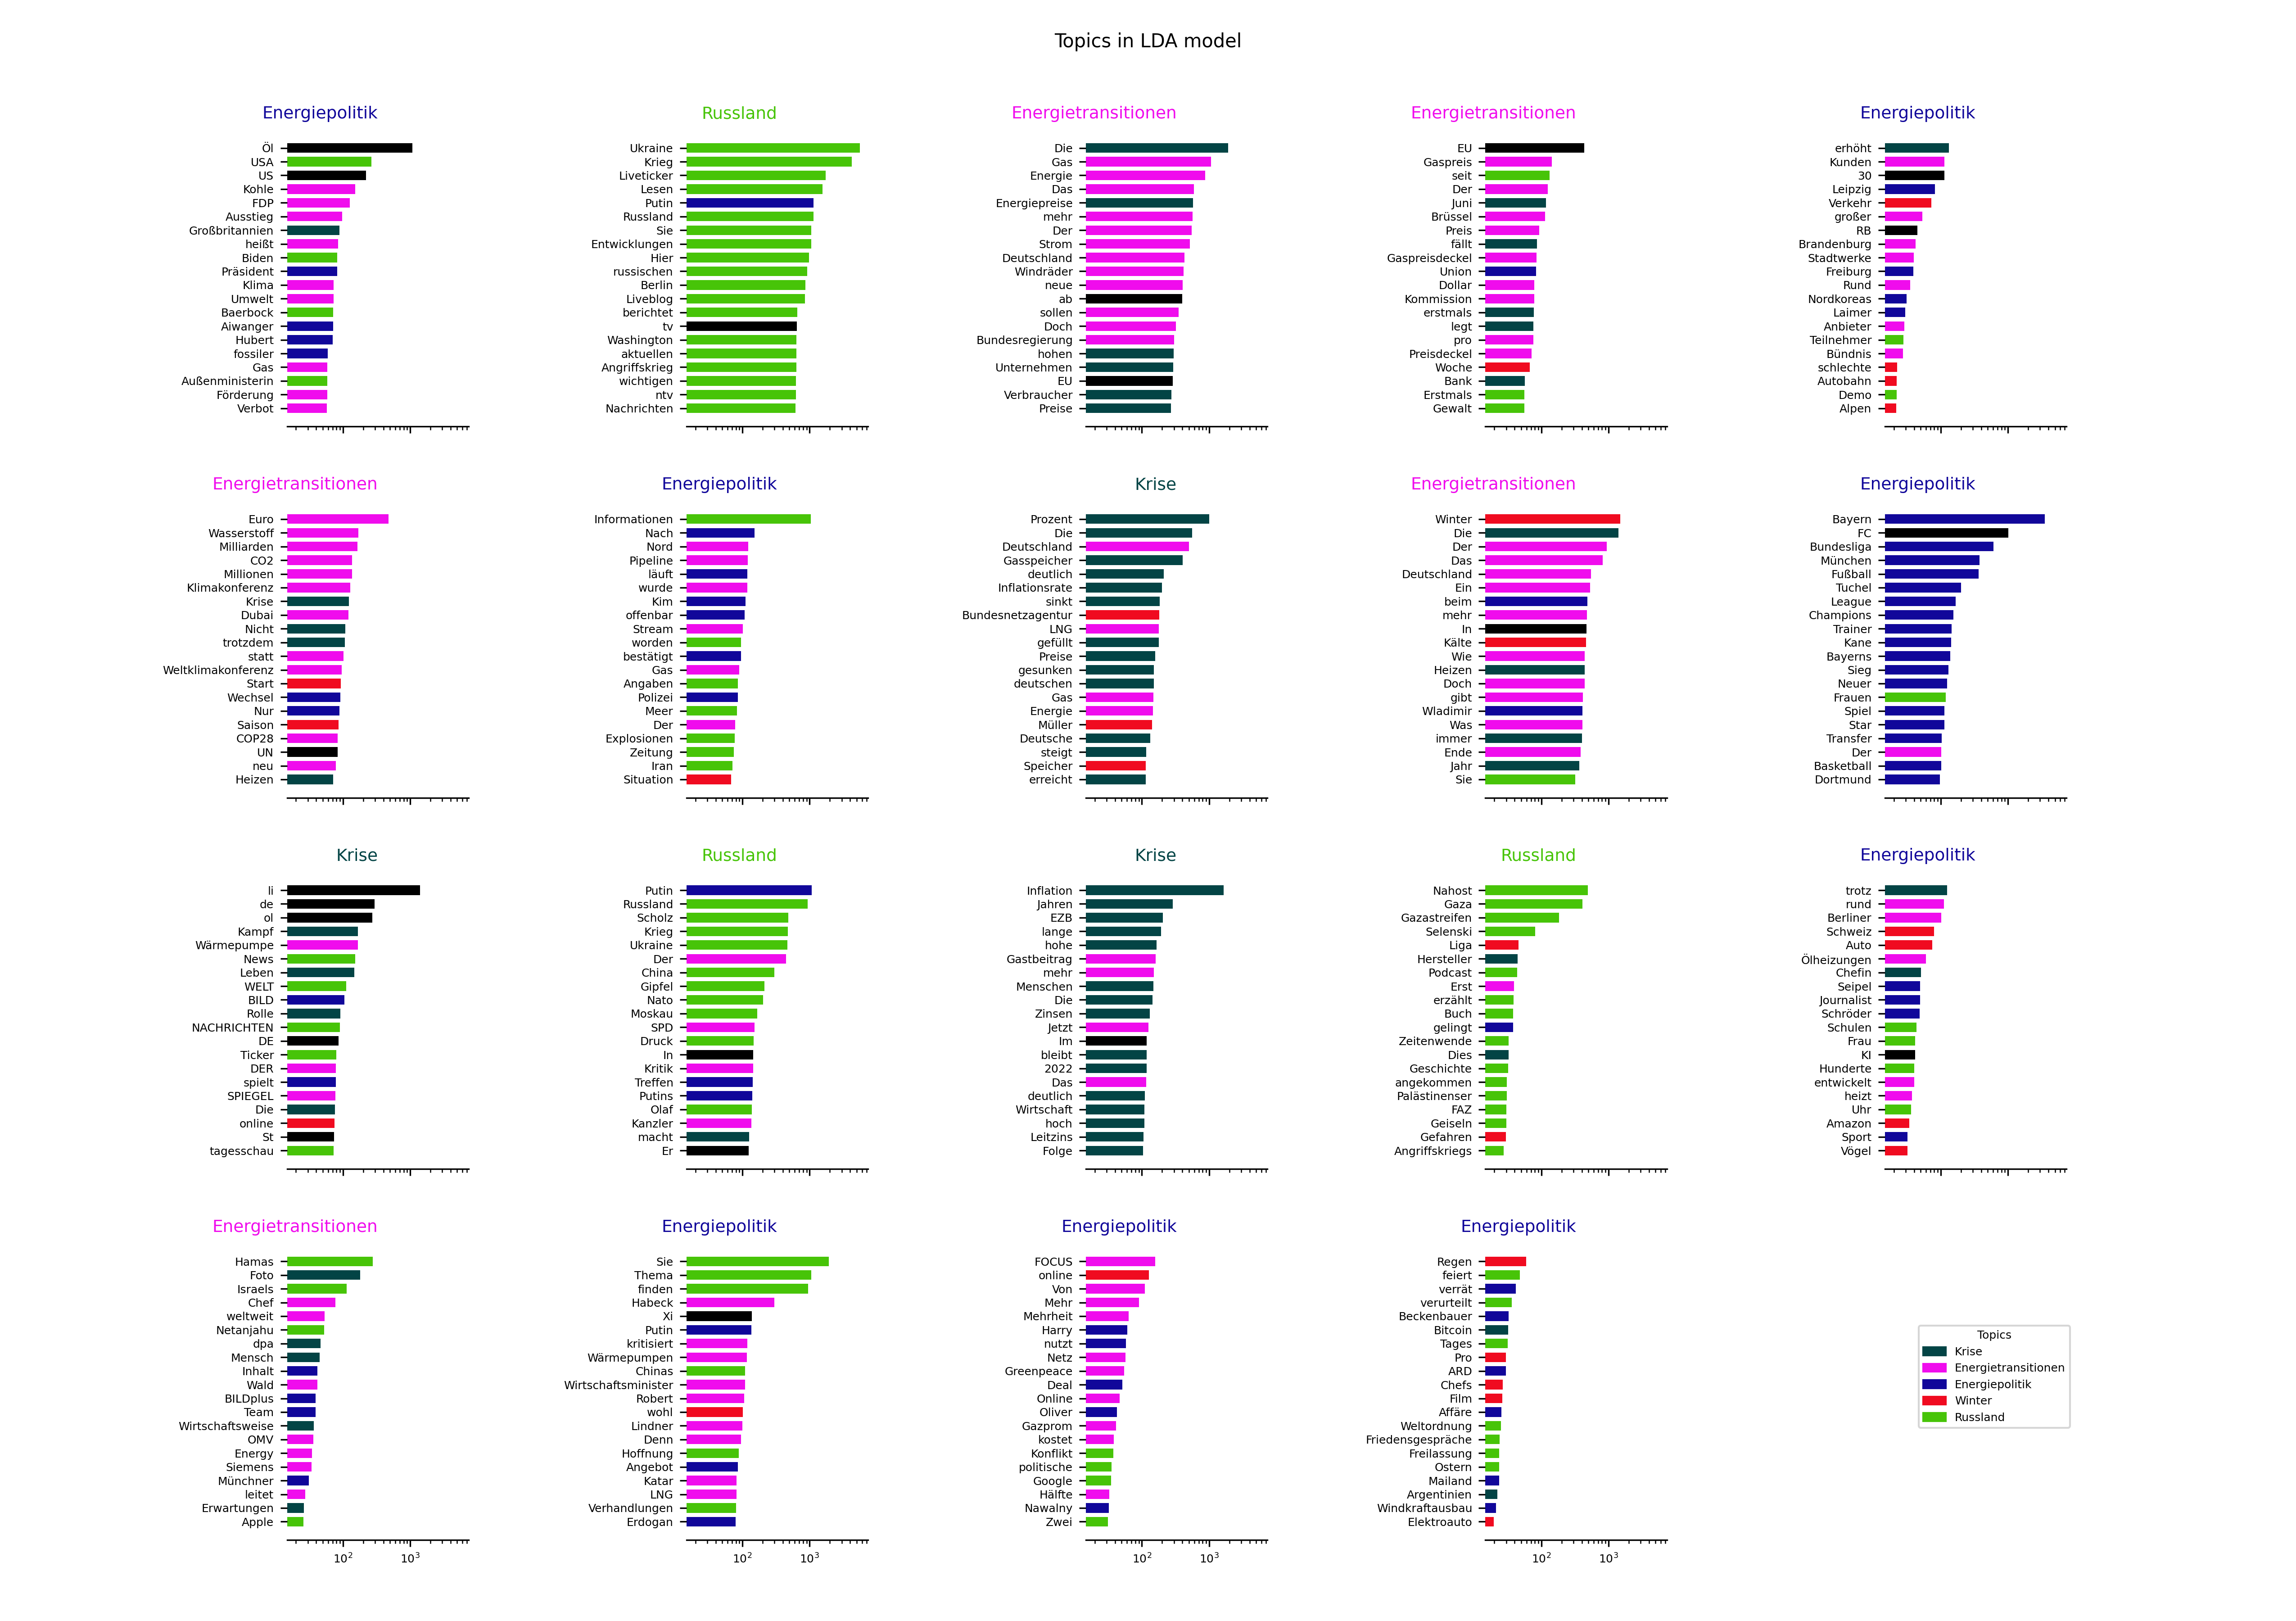 Topics in LDA model
Energiepolitik
Öl
USA
US
Kohle
FDP
Ausstieg
Großbritannien
heißt
Biden
Präsident
Klima
Umwelt
Baerbock
Aiwanger
Hubert
fossiler
Gas
Außenministerin
Förderung
Verbot
Russland
Ukraine
Krieg
Liveticker
Lesen
Putin
Russland
Sie
Entwicklungen
Hier
russischen
Berlin
Liveblog
berichtet
tv
Washington
aktuellen
Angriffskrieg
wichtigen
ntv
Nachrichten
Energietransitionen
Die
Gas
Energie
Das
Energiepreise
mehr
Der
Strom
Deutschland
Windräder
neue
ab
sollen
Doch
Bundesregierung
hohen
Unternehmen
EU
Verbraucher
Preise
Energietransitionen
EU
Gaspreis
seit
Der
Juni
Brüssel
Preis
fällt
Gaspreisdeckel
Union
Dollar
Kommission
erstmals
legt
pro
Preisdeckel
Woche
Bank
Erstmals
Gewalt
Energiepolitik
erhöht
Kunden
30
Leipzig
Verkehr
großer
RB
Brandenburg
Stadtwerke
Freiburg
Rund
Nordkoreas
Laimer
Anbieter
Teilnehmer
Bündnis
schlechte
Autobahn
Demo
Alpen
Energietransitionen
Euro
Wasserstoff
Milliarden
CO2
Millionen
Klimakonferenz
Krise
Dubai
Nicht
trotzdem
statt
Weltklimakonferenz
Start
Wechsel
Nur
Saison
COP28
UN
neu
Heizen
Energiepolitik
Informationen
Nach
Nord
Pipeline
läuft
wurde
Kim
offenbar
Stream
worden
bestätigt
Gas
Angaben
Polizei
Meer
Der
Explosionen
Zeitung
Iran
Situation
Krise
Prozent
Die
Deutschland
Gasspeicher
deutlich
Inflationsrate
sinkt
Bundesnetzagentur
LNG
gefüllt
Preise
gesunken
deutschen
Gas
Energie
Müller
Deutsche
steigt
Speicher
erreicht
Energietransitionen
Winter
Die
Der
Das
Deutschland
Ein
beim
mehr
In
Kälte
Wie
Heizen
Doch
gibt
Wladimir
Was
immer
Ende
Jahr
Sie
Energiepolitik
Bayern
FC
Bundesliga
München
Fußball
Tuchel
League
Champions
Trainer
Kane
Bayerns
Sieg
Neuer
Frauen
Spiel
Star
Transfer
Der
Basketball
Dortmund
Krise
li
de
ol
Kampf
Wärmepumpe
News
Leben
WELT
BILD
Rolle
NACHRICHTEN
DE
Ticker
DER
spielt
SPIEGEL
Die
online
St
tagesschau
Russland
Putin
Russland
Scholz
Krieg
Ukraine
Der
China
Gipfel
Nato
Moskau
SPD
Druck
In
Kritik
Treffen
Putins
Olaf
Kanzler
macht
Er
Krise
Inflation
Jahren
EZB
lange
hohe
Gastbeitrag
mehr
Menschen
Die
Zinsen
Jetzt
Im
bleibt
2022
Das
deutlich
Wirtschaft
hoch
Leitzins
Folge
Russland
Nahost
Gaza
Gazastreifen
Selenski
Liga
Hersteller
Podcast
Erst
erzählt
Buch
gelingt
Zeitenwende
Dies
Geschichte
angekommen
Palästinenser
FAZ
Geiseln
Gefahren
Angriffskriegs
Energiepolitik
trotz
rund
Berliner
Schweiz
Auto
Ölheizungen
Chefin
Seipel
Journalist
Schröder
Schulen
Frau
KI
Hunderte
entwickelt
heizt
Uhr
Amazon
Sport
Vögel
Energietransitionen
Hamas
Foto
Israels
Chef
weltweit
Netanjahu
dpa
Mensch
Inhalt
Wald
BILDplus
Team
Wirtschaftsweise
OMV
Energy
Siemens
Münchner
leitet
Erwartungen
Apple
10² 10³
Energiepolitik
Sie
Thema
finden
Habeck
Xi
Putin
kritisiert
Wärmepumpen
Chinas
Wirtschaftsminister
Robert
wohl
Lindner
Denn
Hoffnung
Angebot
Katar
LNG
Verhandlungen
Erdogan
10² 10³
Energiepolitik
FOCUS
online
Von
Mehr
Mehrheit
Harry
nutzt
Netz
Greenpeace
Deal
Online
Oliver
Gazprom
kostet
Konflikt
politische
Google
Hälfte
Nawalny
Zwei
10² 10³
Energiepolitik
Regen
feiert
verrät
verurteilt
Beckenbauer
Bitcoin
Tages
Pro
ARD
Chefs
Film
Affäre
Weltordnung
Friedensgespräche
Freilassung
Ostern
Mailand
Argentinien
Windkraftausbau
Elektroauto
10² 10³
Topics
Krise
Energietransitionen
Energiepolitik
Winter
Russland